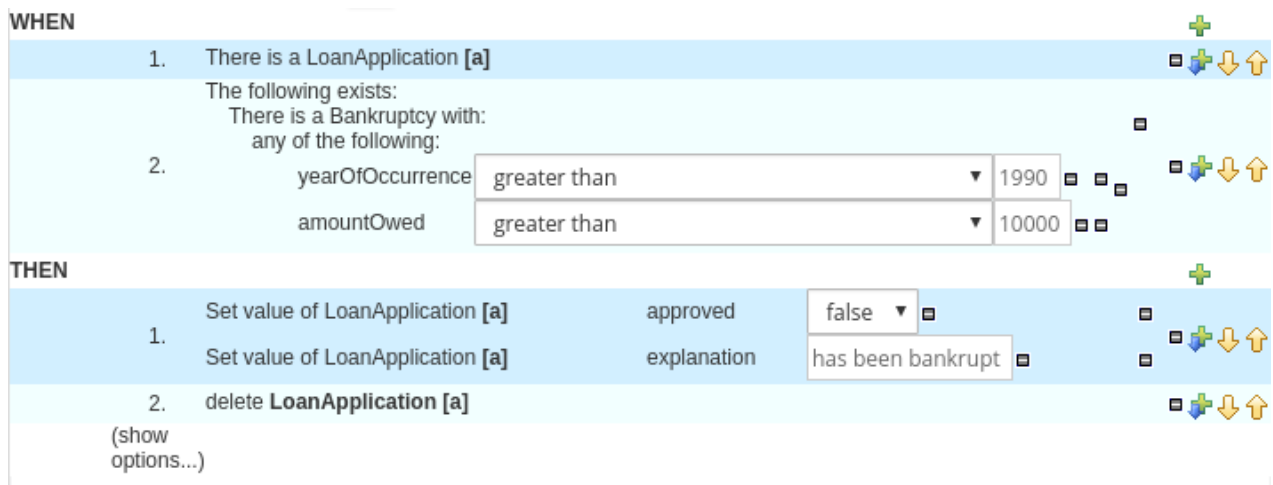 WHEN
1. There is a LoanApplication [a]
The following exists:
There is a Bankruptcy with:
any of the following:
2.
yearOfOccurrence greater than 1990
amountOwed greater than 10000
THEN
1.
Set value of LoanApplication [a] approved false
Set value of LoanApplication [a] explanation has been bankrupt
2. delete LoanApplication [a]
(show
options...)